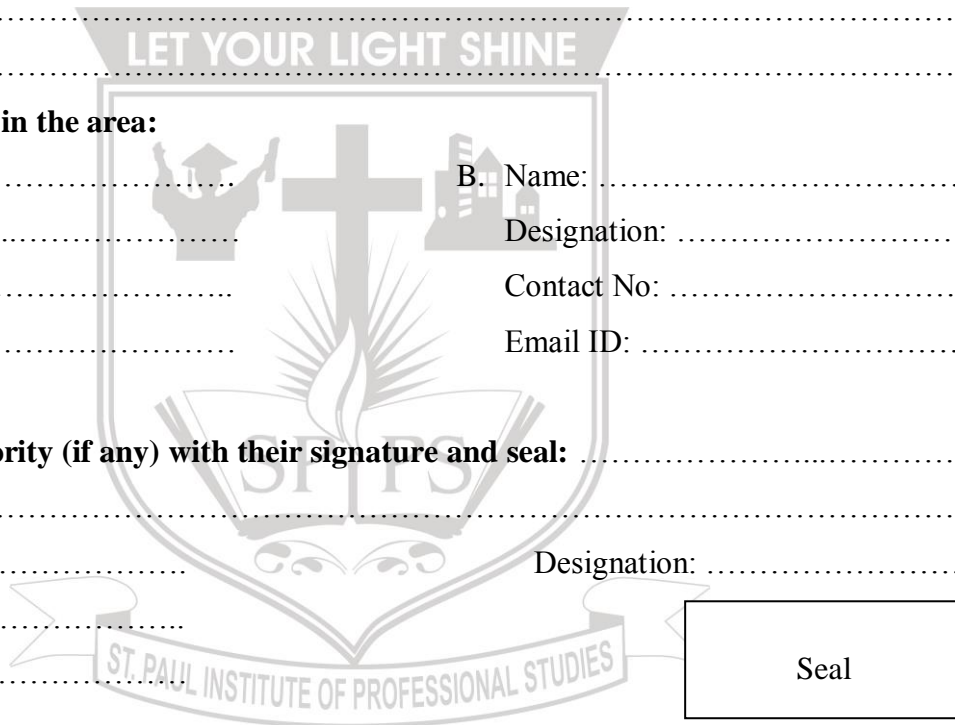 …………………………………………………………………………………………
LET YOUR LIGHT SHINE
…………………………………………………………………………………………
in the area:
……………………. B. Name: ………………………………
..………………… Designation: ………………………
…………………….. Contact No: ………………………
…………………… Email ID: ……………………………
ority (if any) with their signature and seal: …………………...…………
SPIPS
…………………………………………………………………………………………
………………. Designation: ……………………
………………..
………………. Seal
ST. PAUL INSTITUTE OF PROFESSIONAL STUDIES